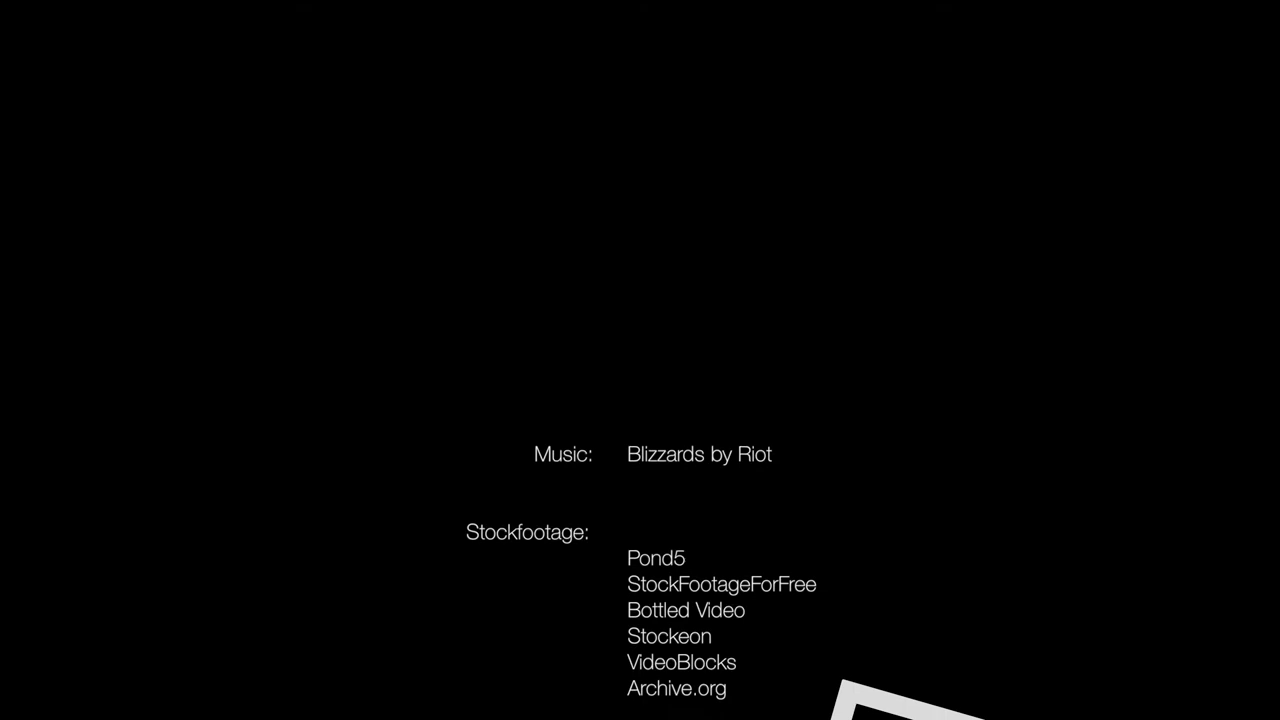 Music: Blizzards by Riot
Stockfootage:
Pond5
StockFootageForFree
Bottled Video
Stockeon
VideoBlocks
Archive.org